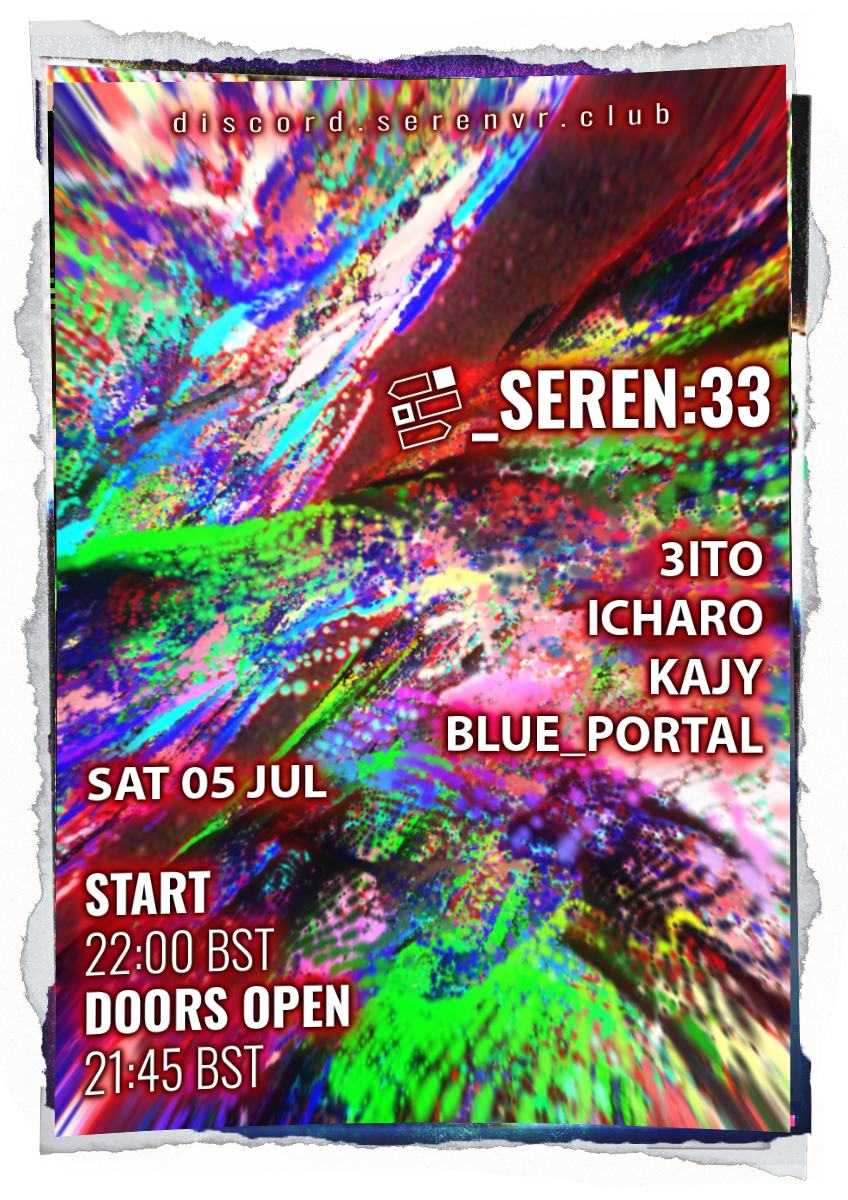 discord.serenvr.club
_SEREN:33
3ITO
ICHARO
KAJY
BLUE_PORTAL
SAT 05 JUL
START
22:00 BST
DOORS OPEN
21:45 BST